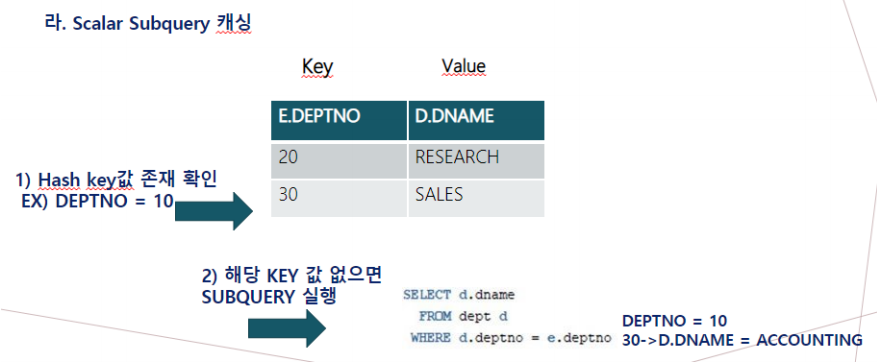 라. Scalar Subquery 캐싱
Key Value
E.DEPTNO D.DNAME
20 RESEARCH
30 SALES
1) Hash key값 존재 확인
EX) DEPTNO = 10
2) 해당 KEY 값 없으면
SUBQUERY 실행
SELECT d.dname
FROM dept d
WHERE d.deptno = e.deptno
DEPTNO = 10
30->D.DNAME = ACCOUNTING